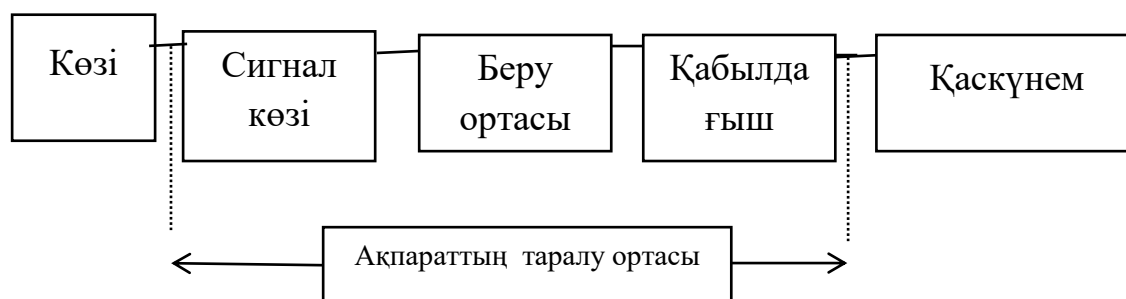 Көзі
Сигнал
көзі
Беру
ортасы
Қабылда
ғыш
Қаскүнем
Ақпараттың таралу ортасы